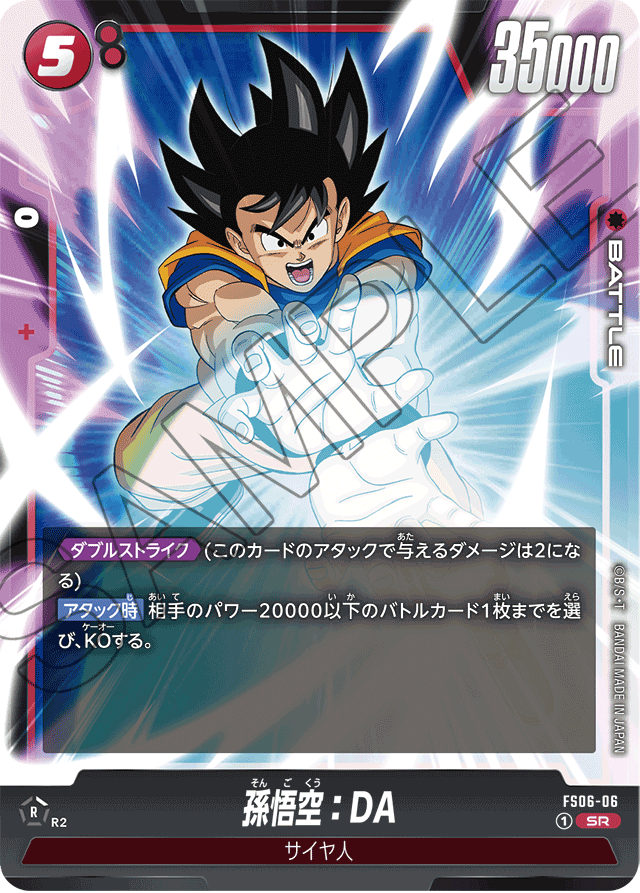 5
35000
0
+
BATTLE
SAMPLE
ダブルストライク (このカードのアタックで与えるダメージは2にな
る)
アタック時 相手のパワー20000以下のバトルカード1枚までを選
び、KOする。
©B/S・T BANDAI MADE IN JAPAN
孫悟空:DA
R R2
FS06-06
1 SR
サイヤ人